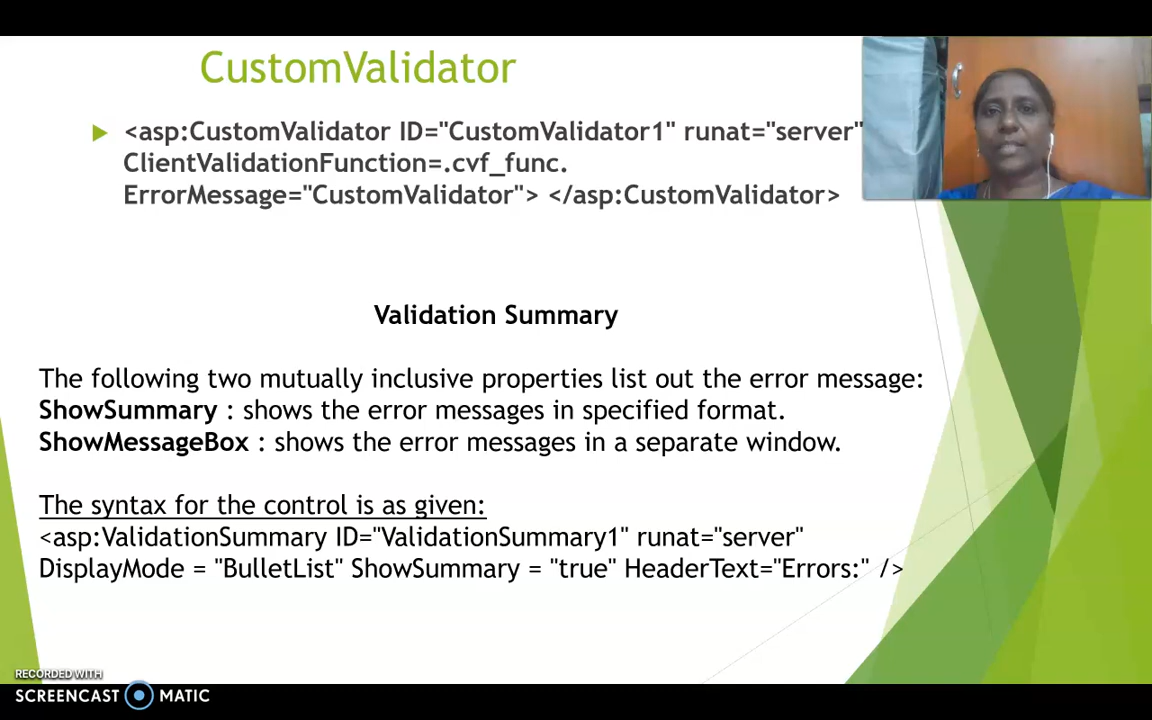 CustomValidator
<asp:CustomValidator ID="CustomValidator1" runat="server"
ClientValidationFunction=.cvf_func.
ErrorMessage="CustomValidator"> </asp:CustomValidator>
Validation Summary
The following two mutually inclusive properties list out the error message:
ShowSummary : shows the error messages in specified format.
ShowMessageBox : shows the error messages in a separate window.
The syntax for the control is as given:
<asp:ValidationSummary ID="ValidationSummary1" runat="server"
DisplayMode = "BulletList" ShowSummary = "true" HeaderText="Errors:" />
RECORDED WITH
SCREENCAST MATIC